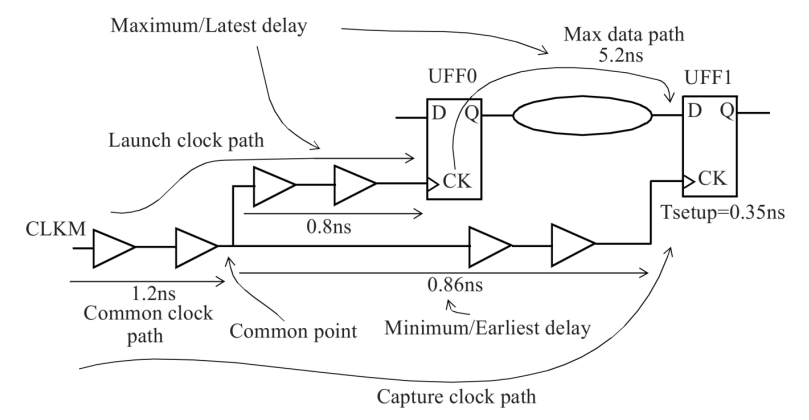 Maximum/Latest delay
Max data path
5.2ns
UFF0
UFF1
D
Q
D
Q
Launch clock path
CK
CK
Tsetup=0.35ns
0.8ns
CLKM
1.2ns
0.86ns
Common clock
path
Common point
Minimum/Earliest delay
Capture clock path